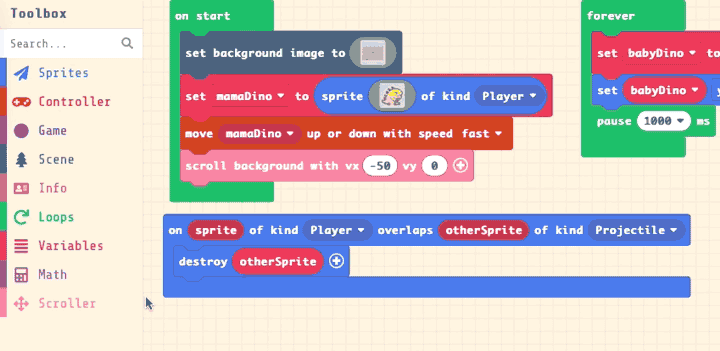 Toolbox
Search...
Sprites
Controller
Game
Scene
Info
Loops
Variables
Math
Scroller
on start
set background image to
set mamaDino to sprite of kind Player
move mamaDino up or down with speed fast
scroll background with vx -50 vy 0
on sprite of kind Player overlaps otherSprite of kind Projectile
destroy otherSprite
forever
set babyDino to
set babyDino
pause 1000 ms